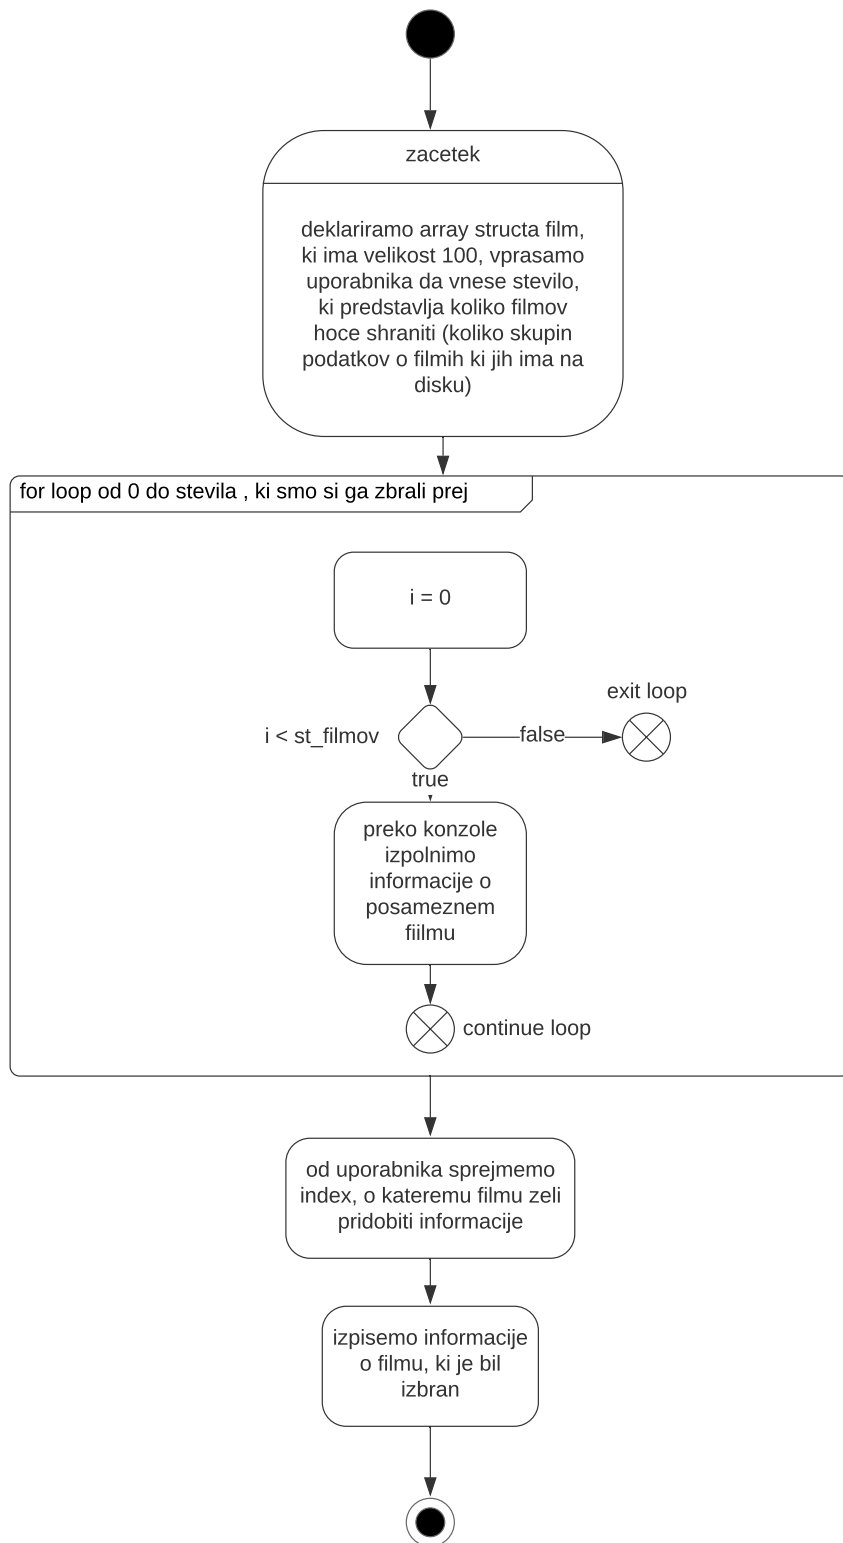 zacetek
deklariramo array structa film,
ki ima velikost 100, vprasamo
uporabnika da vnese stevilo,
ki predstavlja koliko filmov
hoce shraniti (koliko skupin
podatkov o filmih ki jih ima na
disku)
for loop od 0 do stevila , ki smo si ga zbrali prej
i = 0
exit loop
i < st_filmov
false
true
preko konzole
izpolnimo
informacije o
posameznem
fiilmu
continue loop
od uporabnika sprejmemo
index, o kateremu filmu zeli
pridobiti informacije
izpisemo informacije
o filmu, ki je bil
izbran